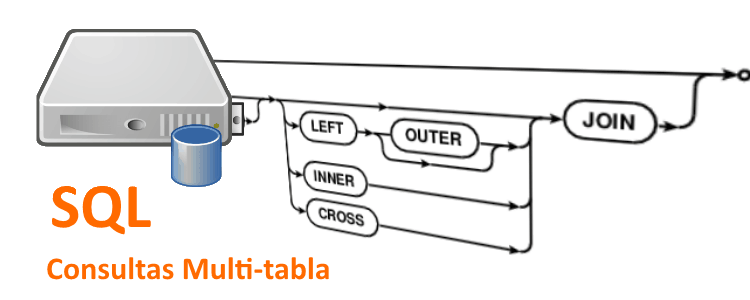 LEFT
OUTER
JOIN
INNER
CROSS
SQL
Consultas Multi-tabla